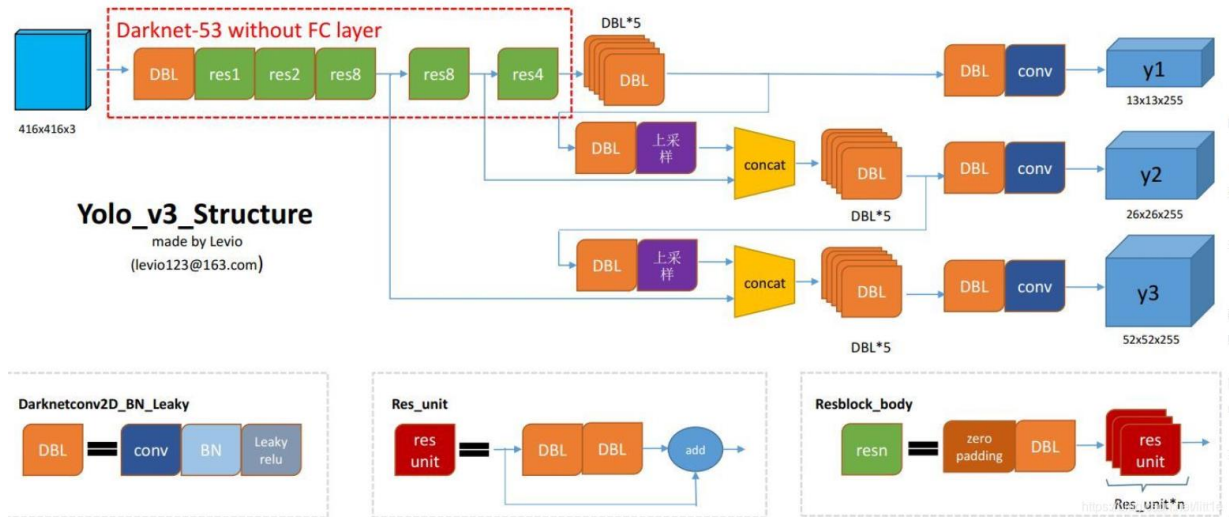 Darknet-53 without FC layer
DBL*5
DBL
res1
res2
res8
res8
res4
DBL
DBL
conv
y1
13x13x255
416x416x3
DBL
上采
样
concat
DBL
DBL*5
DBL
conv
y2
26x26x255
Yolo_v3_Structure
made by Levio
(levio123@163.com)
DBL
上采
样
concat
DBL
DBL*5
DBL
conv
y3
52x52x255
Darknetconv2D_BN_Leaky
DBL
conv
BN
Leaky
relu
Res_unit
res
unit
DBL
DBL
add
Resblock_body
resn
zero
padding
DBL
res
unit
Res_unit*n